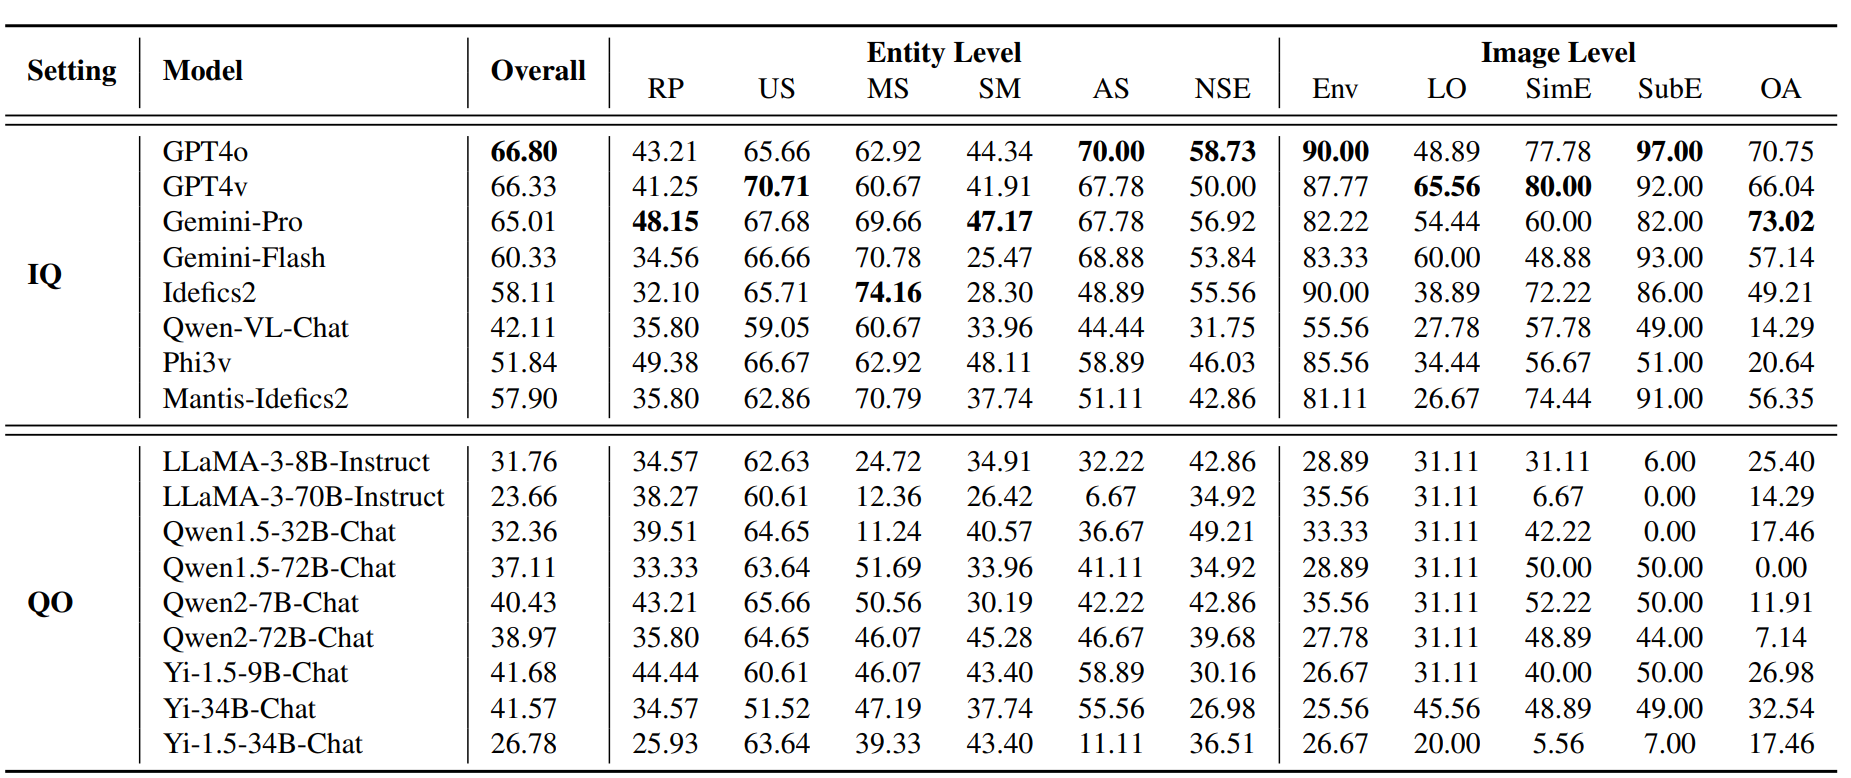 Setting Model Overall Entity Level Image Level
RP US MS SM AS NSE Env LO SimE SubE OA
IQ
GPT4o 66.80 43.21 65.66 62.92 44.34 70.00 58.73 90.00 48.89 77.78 97.00 70.75
GPT4v 66.33 41.25 70.71 60.67 41.91 67.78 50.00 87.77 65.56 80.00 92.00 66.04
Gemini-Pro 65.01 48.15 67.68 69.66 47.17 67.78 56.92 82.22 54.44 60.00 82.00 73.02
Gemini-Flash 60.33 34.56 66.66 70.78 25.47 68.88 53.84 83.33 60.00 48.88 93.00 57.14
Idefics2 58.11 32.10 65.71 74.16 28.30 48.89 55.56 90.00 38.89 72.22 86.00 49.21
Qwen-VL-Chat 42.11 35.80 59.05 60.67 33.96 44.44 31.75 55.56 27.78 57.78 49.00 14.29
Phi3v 51.84 49.38 66.67 62.92 48.11 58.89 46.03 85.56 34.44 56.67 51.00 20.64
Mantis-Idefics2 57.90 35.80 62.86 70.79 37.74 51.11 42.86 81.11 26.67 74.44 91.00 56.35
QO
LLaMA-3-8B-Instruct 31.76 34.57 62.63 24.72 34.91 32.22 42.86 28.89 31.11 31.11 6.00 25.40
LLaMA-3-70B-Instruct 23.66 38.27 60.61 12.36 26.42 6.67 34.92 35.56 31.11 6.67 0.00 14.29
Qwen1.5-32B-Chat 32.36 39.51 64.65 11.24 40.57 36.67 49.21 33.33 31.11 42.22 0.00 17.46
Qwen1.5-72B-Chat 37.11 33.33 63.64 51.69 33.96 41.11 34.92 28.89 31.11 50.00 50.00 0.00
Qwen2-7B-Chat 40.43 43.21 65.66 50.56 30.19 42.22 42.86 35.56 31.11 52.22 50.00 11.91
Qwen2-72B-Chat 38.97 35.80 64.65 46.07 45.28 46.67 39.68 27.78 31.11 48.89 44.00 7.14
Yi-1.5-9B-Chat 41.68 44.44 60.61 46.07 43.40 58.89 30.16 26.67 31.11 40.00 50.00 26.98
Yi-34B-Chat 41.57 34.57 51.52 47.19 37.74 55.56 26.98 25.56 45.56 48.89 49.00 32.54
Yi-1.5-34B-Chat 26.78 25.93 63.64 39.33 43.40 11.11 36.51 26.67 20.00 5.56 7.00 17.46